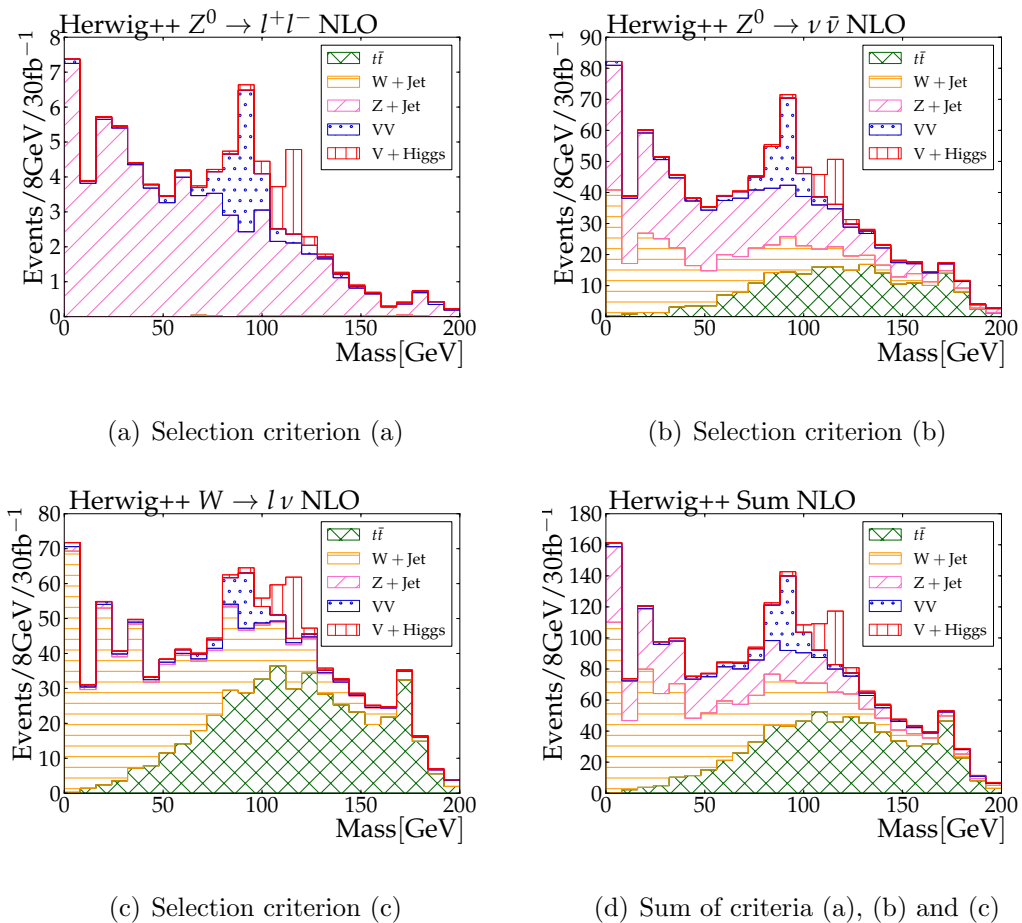 Herwig++ Z⁰ → l⁺l⁻ NLO
Events/8GeV/30fb⁻¹
8
7
6
5
4
3
2
1
0
tt̄
W + Jet
Z + Jet
VV
V + Higgs
0 50 100 150 200
Mass[GeV]
(a) Selection criterion (a)
Herwig++ Z⁰ → ν ν̄ NLO
Events/8GeV/30fb⁻¹
90
80
70
60
50
40
30
20
10
0
tt̄
W + Jet
Z + Jet
VV
V + Higgs
0 50 100 150 200
Mass[GeV]
(b) Selection criterion (b)
Herwig++ W → l ν NLO
Events/8GeV/30fb⁻¹
80
70
60
50
40
30
20
10
0
tt̄
W + Jet
Z + Jet
VV
V + Higgs
0 50 100 150 200
Mass[GeV]
(c) Selection criterion (c)
Herwig++ Sum NLO
Events/8GeV/30fb⁻¹
180
160
140
120
100
80
60
40
20
0
tt̄
W + Jet
Z + Jet
VV
V + Higgs
0 50 100 150 200
Mass[GeV]
(d) Sum of criteria (a), (b) and (c)